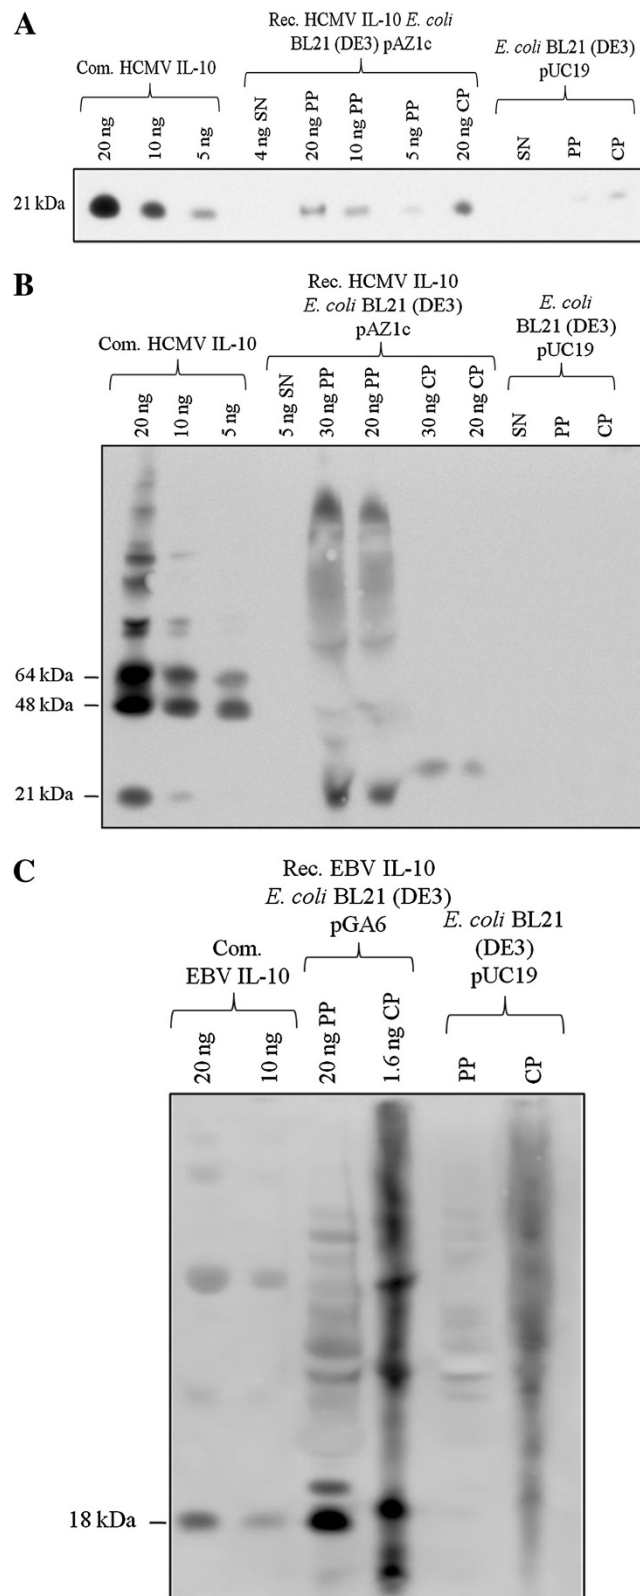 A
Rec. HCMV IL-10 E. coli
BL21 (DE3) pAZ1c
E. coli BL21 (DE3)
pUC19
Com. HCMV IL-10
20 ng
10 ng
5 ng
4 ng SN
20 ng PP
10 ng PP
5 ng PP
20 ng CP
SN
PP
CP
21 kDa
B
Rec. HCMV IL-10
E. coli BL21 (DE3)
pAZ1c
E. coli
BL21 (DE3)
pUC19
Com. HCMV IL-10
20 ng
10 ng
5 ng
5 ng SN
30 ng PP
20 ng PP
30 ng CP
20 ng CP
SN
PP
CP
64 kDa
48 kDa
21 kDa
C
Rec. EBV IL-10
E. coli BL21 (DE3)
pGA6
E. coli BL21
(DE3)
pUC19
Com.
EBV IL-10
20 ng
10 ng
20 ng PP
1.6 ng CP
PP
CP
18 kDa